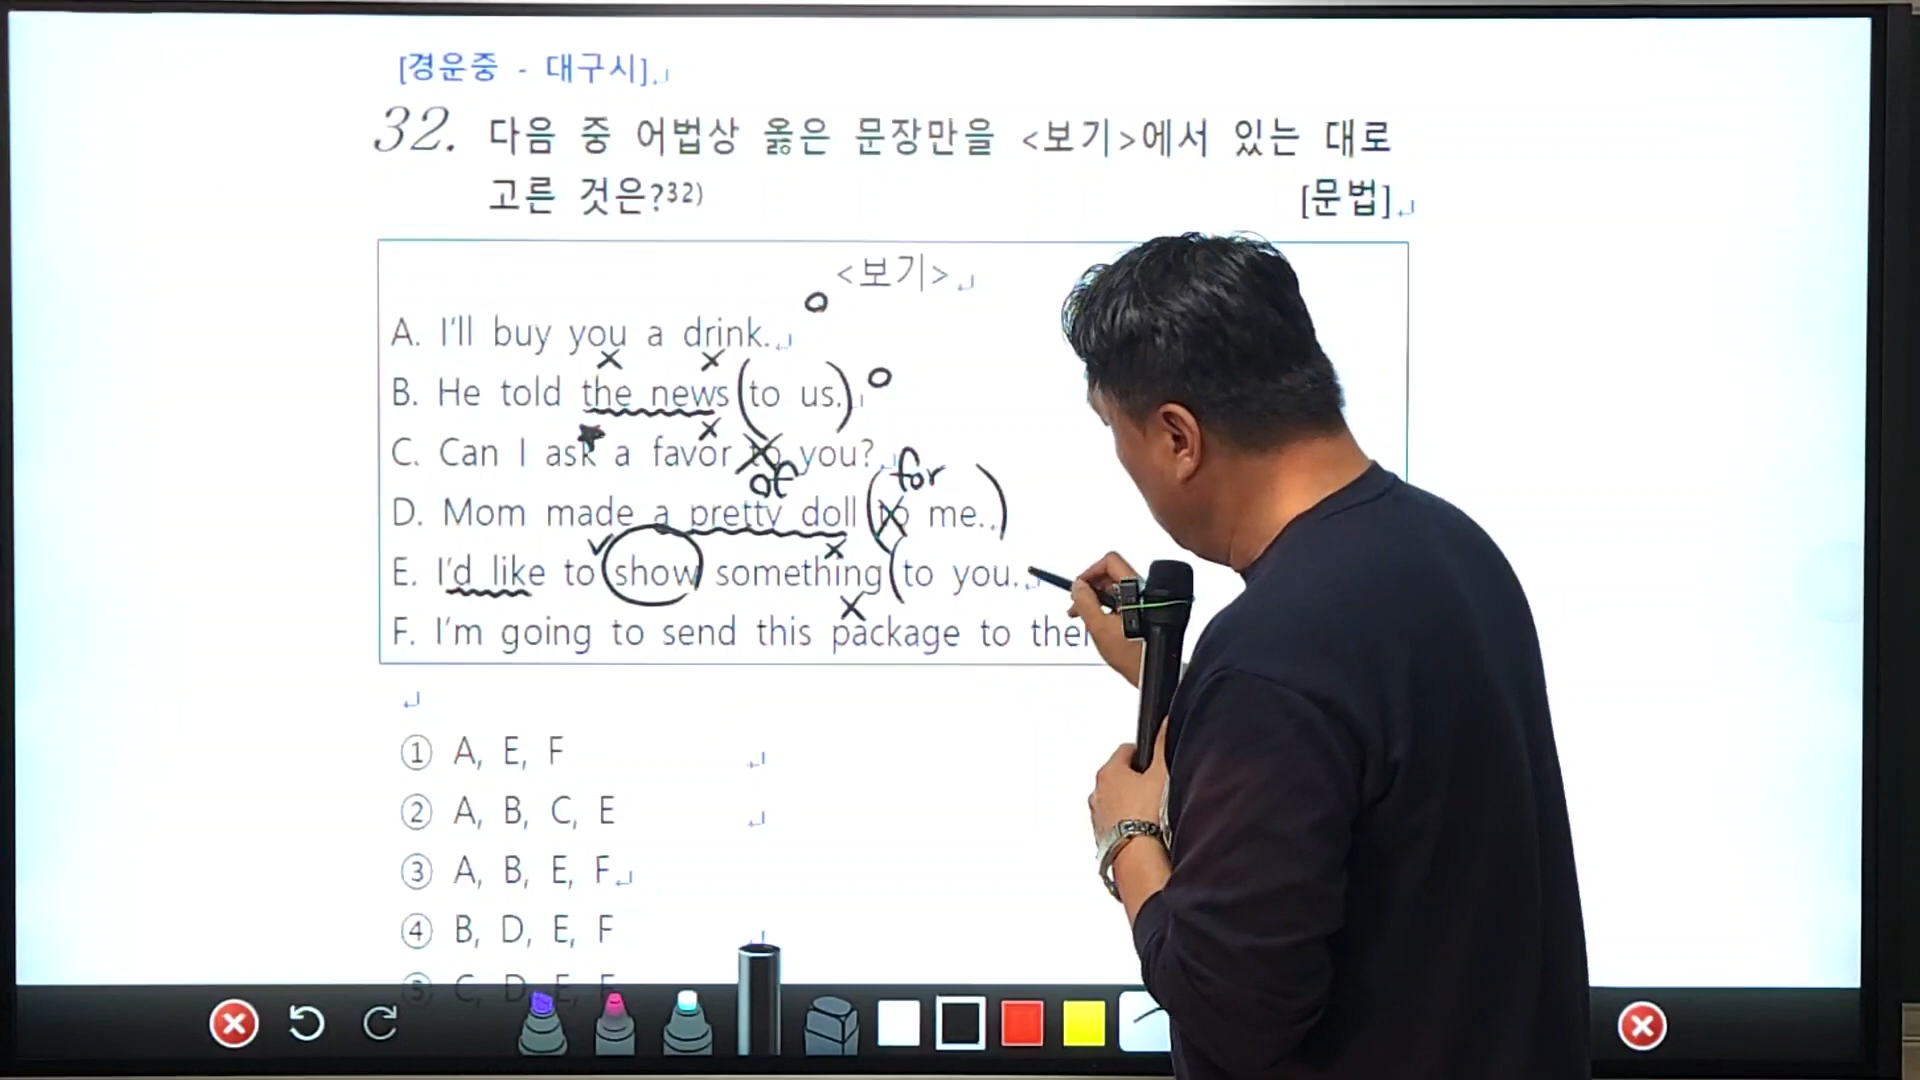 [경운중 - 대구시]
32. 다음 중 어법상 옳은 문장만을 <보기>에서 있는 대로
고른 것은?32) [문법]
<보기>
A. I'll buy you a drink.
B. He told the news (to us.)
C. Can I ask a favor to you?
of
for
D. Mom made a pretty doll (to me.)
E. I'd like to show something (to you.
F. I'm going to send this package to
① A, E, F
② A, B, C, E
③ A, B, E, F
④ B, D, E, F
⑤ C, D, E, F